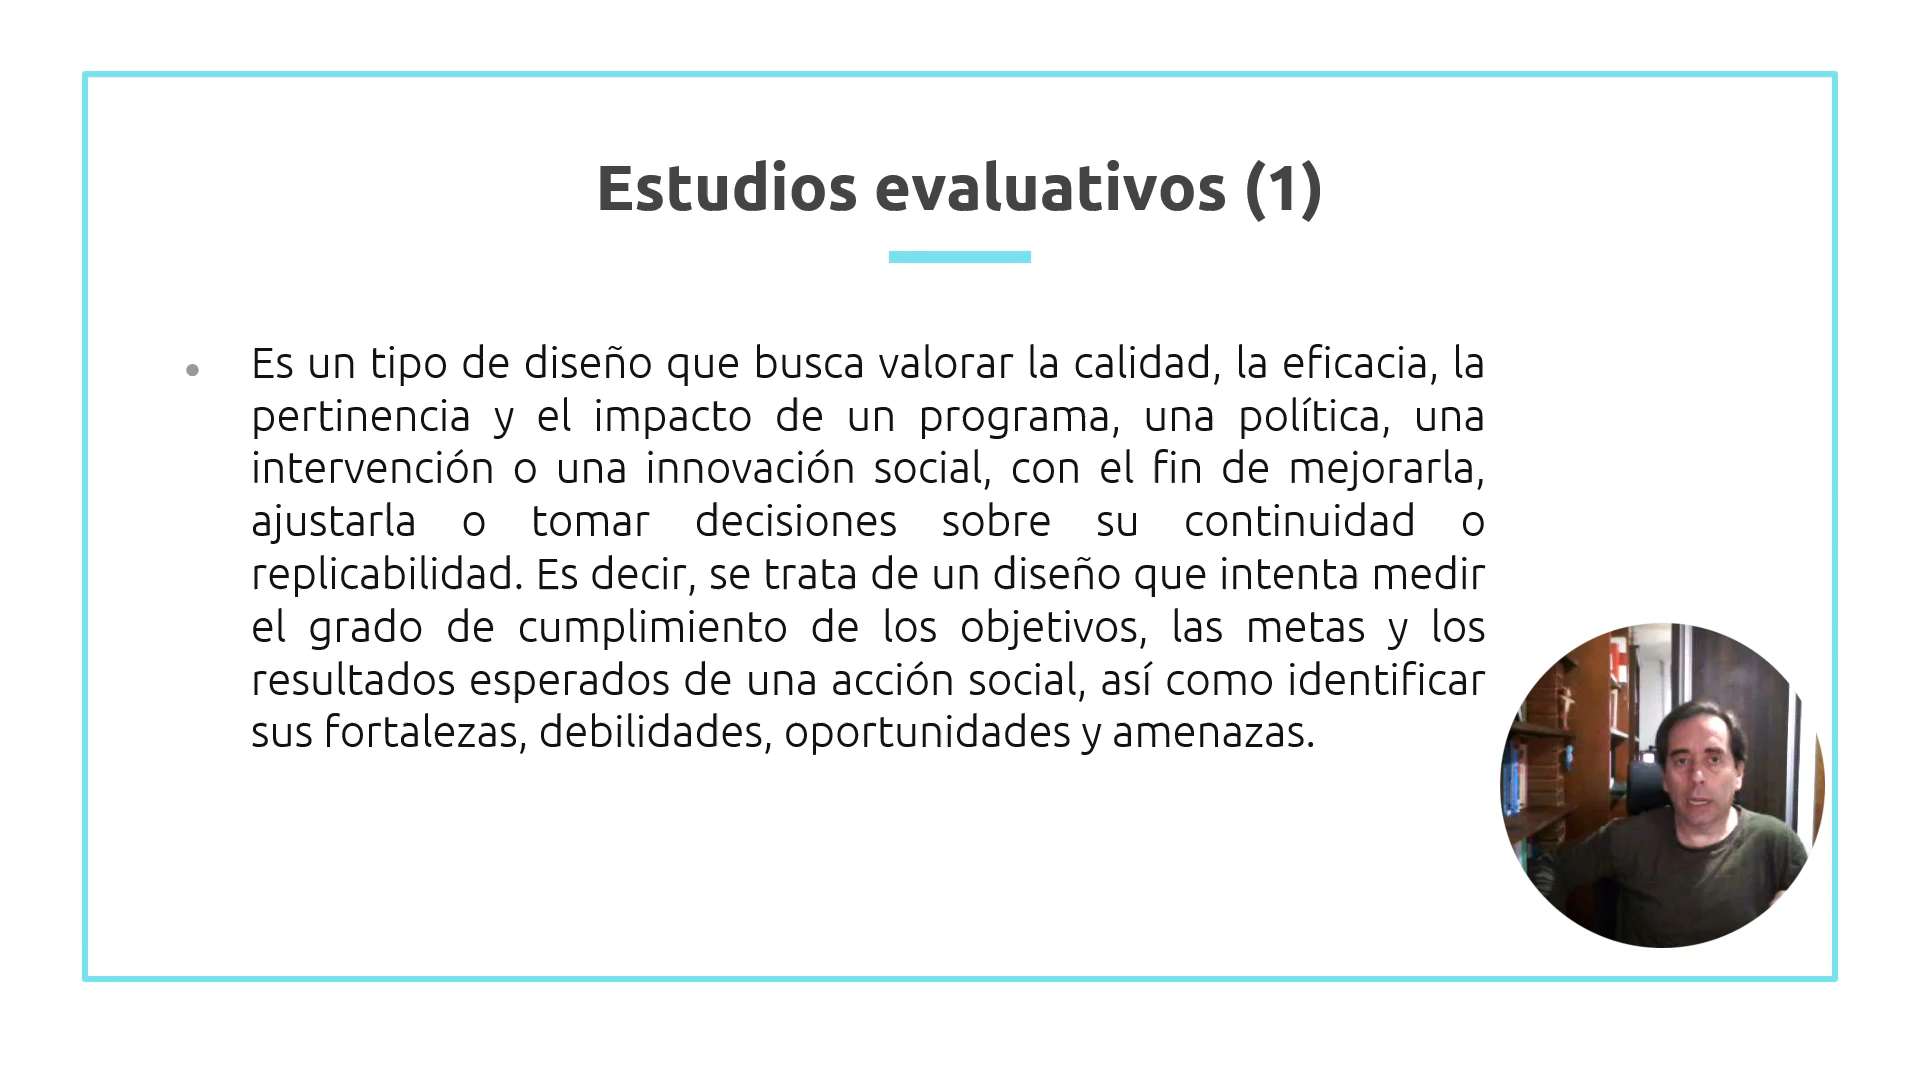 Estudios evaluativos (1)
Es un tipo de diseño que busca valorar la calidad, la eficacia, la
pertinencia y el impacto de un programa, una política, una
intervención o una innovación social, con el fin de mejorarla,
ajustarla o tomar decisiones sobre su continuidad o
replicabilidad. Es decir, se trata de un diseño que intenta medir
el grado de cumplimiento de los objetivos, las metas y los
resultados esperados de una acción social, así como identificar
sus fortalezas, debilidades, oportunidades y amenazas.